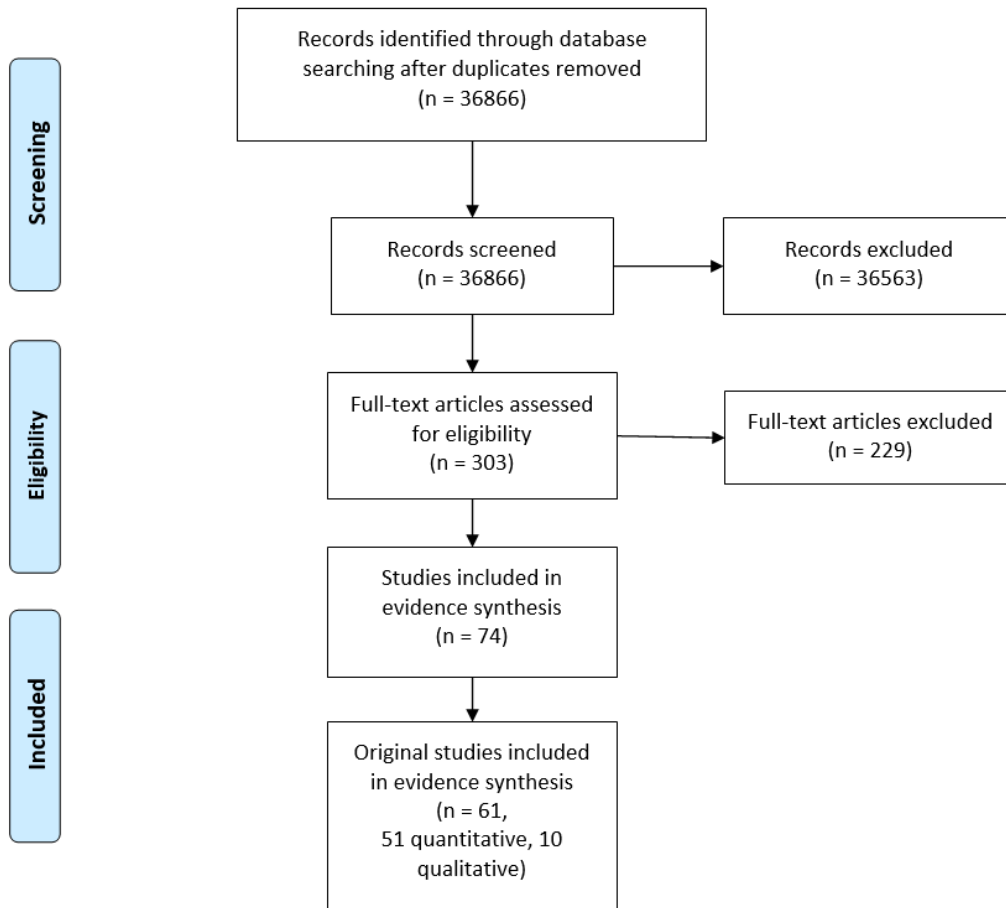 Screening
Records identified through database
searching after duplicates removed
(n = 36866)
Records screened
(n = 36866)
Records excluded
(n = 36563)
Eligibility
Full-text articles assessed
for eligibility
(n = 303)
Full-text articles excluded
(n = 229)
Studies included in
evidence synthesis
(n = 74)
Included
Original studies included
in evidence synthesis
(n = 61,
51 quantitative, 10
qualitative)